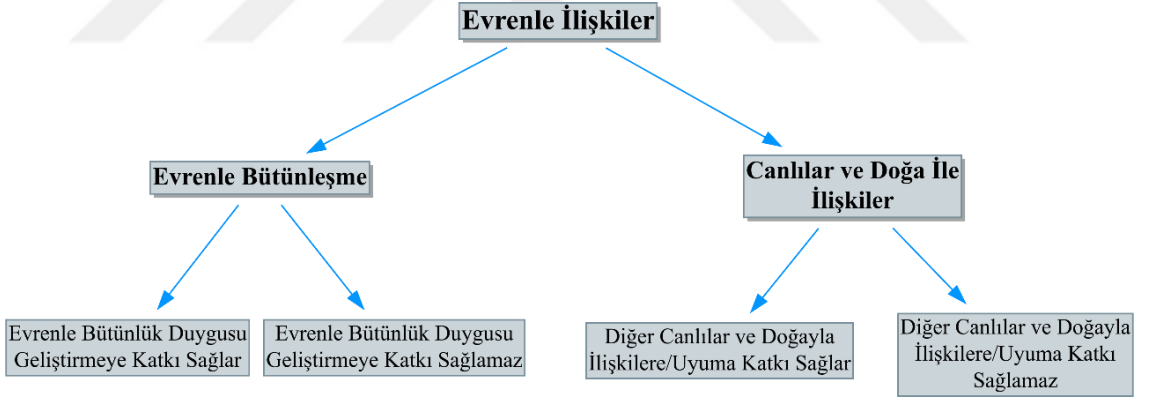 Evrenle İlişkiler
Evrenle Bütünleşme
Canlılar ve Doğa İle
İlişkiler
Evrenle Bütünlük Duygusu
Geliştirmeye Katkı Sağlar
Evrenle Bütünlük Duygusu
Geliştirmeye Katkı Sağlamaz
Diğer Canlılar ve Doğayla
İlişkilere/Uyuma Katkı Sağlar
Diğer Canlılar ve Doğayla
İlişkilere/Uyuma Katkı
Sağlamaz